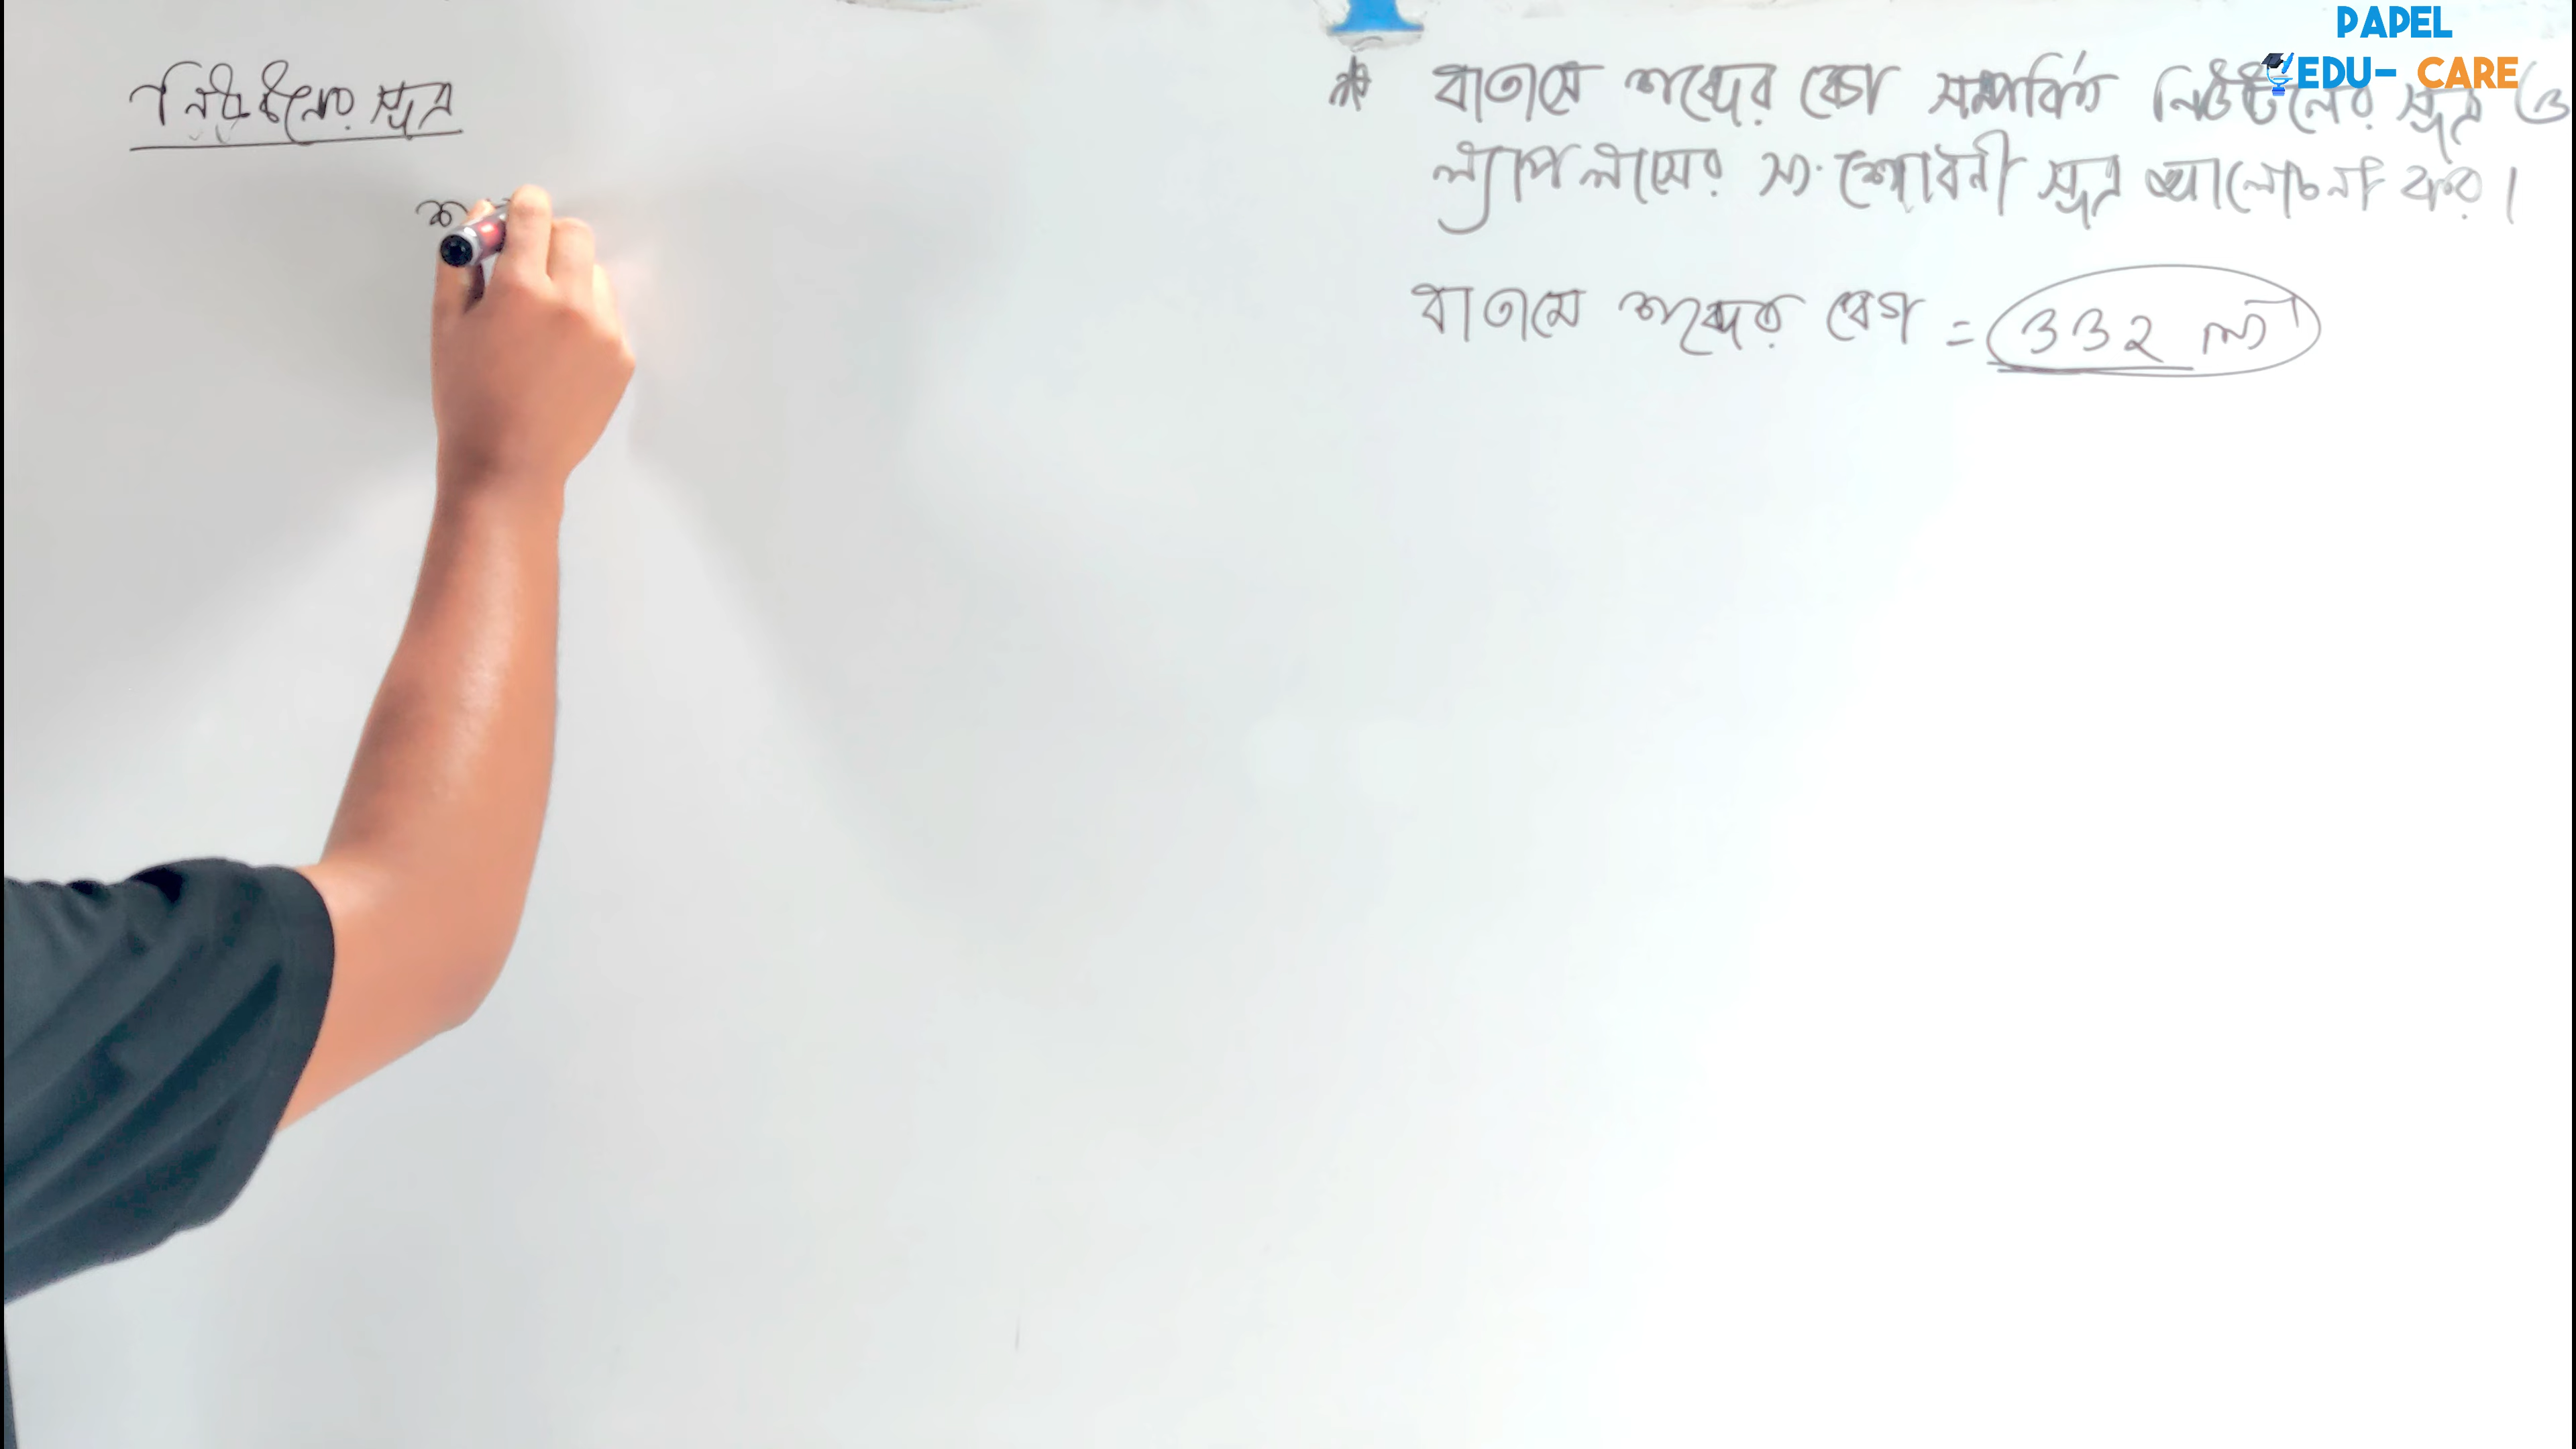 নিউটনের সূত্র
শ
PAPEL
EDU- CARE
* বাতাসে শব্দের বেগ সম্পর্কিত নিউটনের সূত্র ও
ল্যাপলাসের সংশোধনী সূত্র আলোচনা কর।
বাতাসে শব্দের বেগ = 332 ms⁻¹